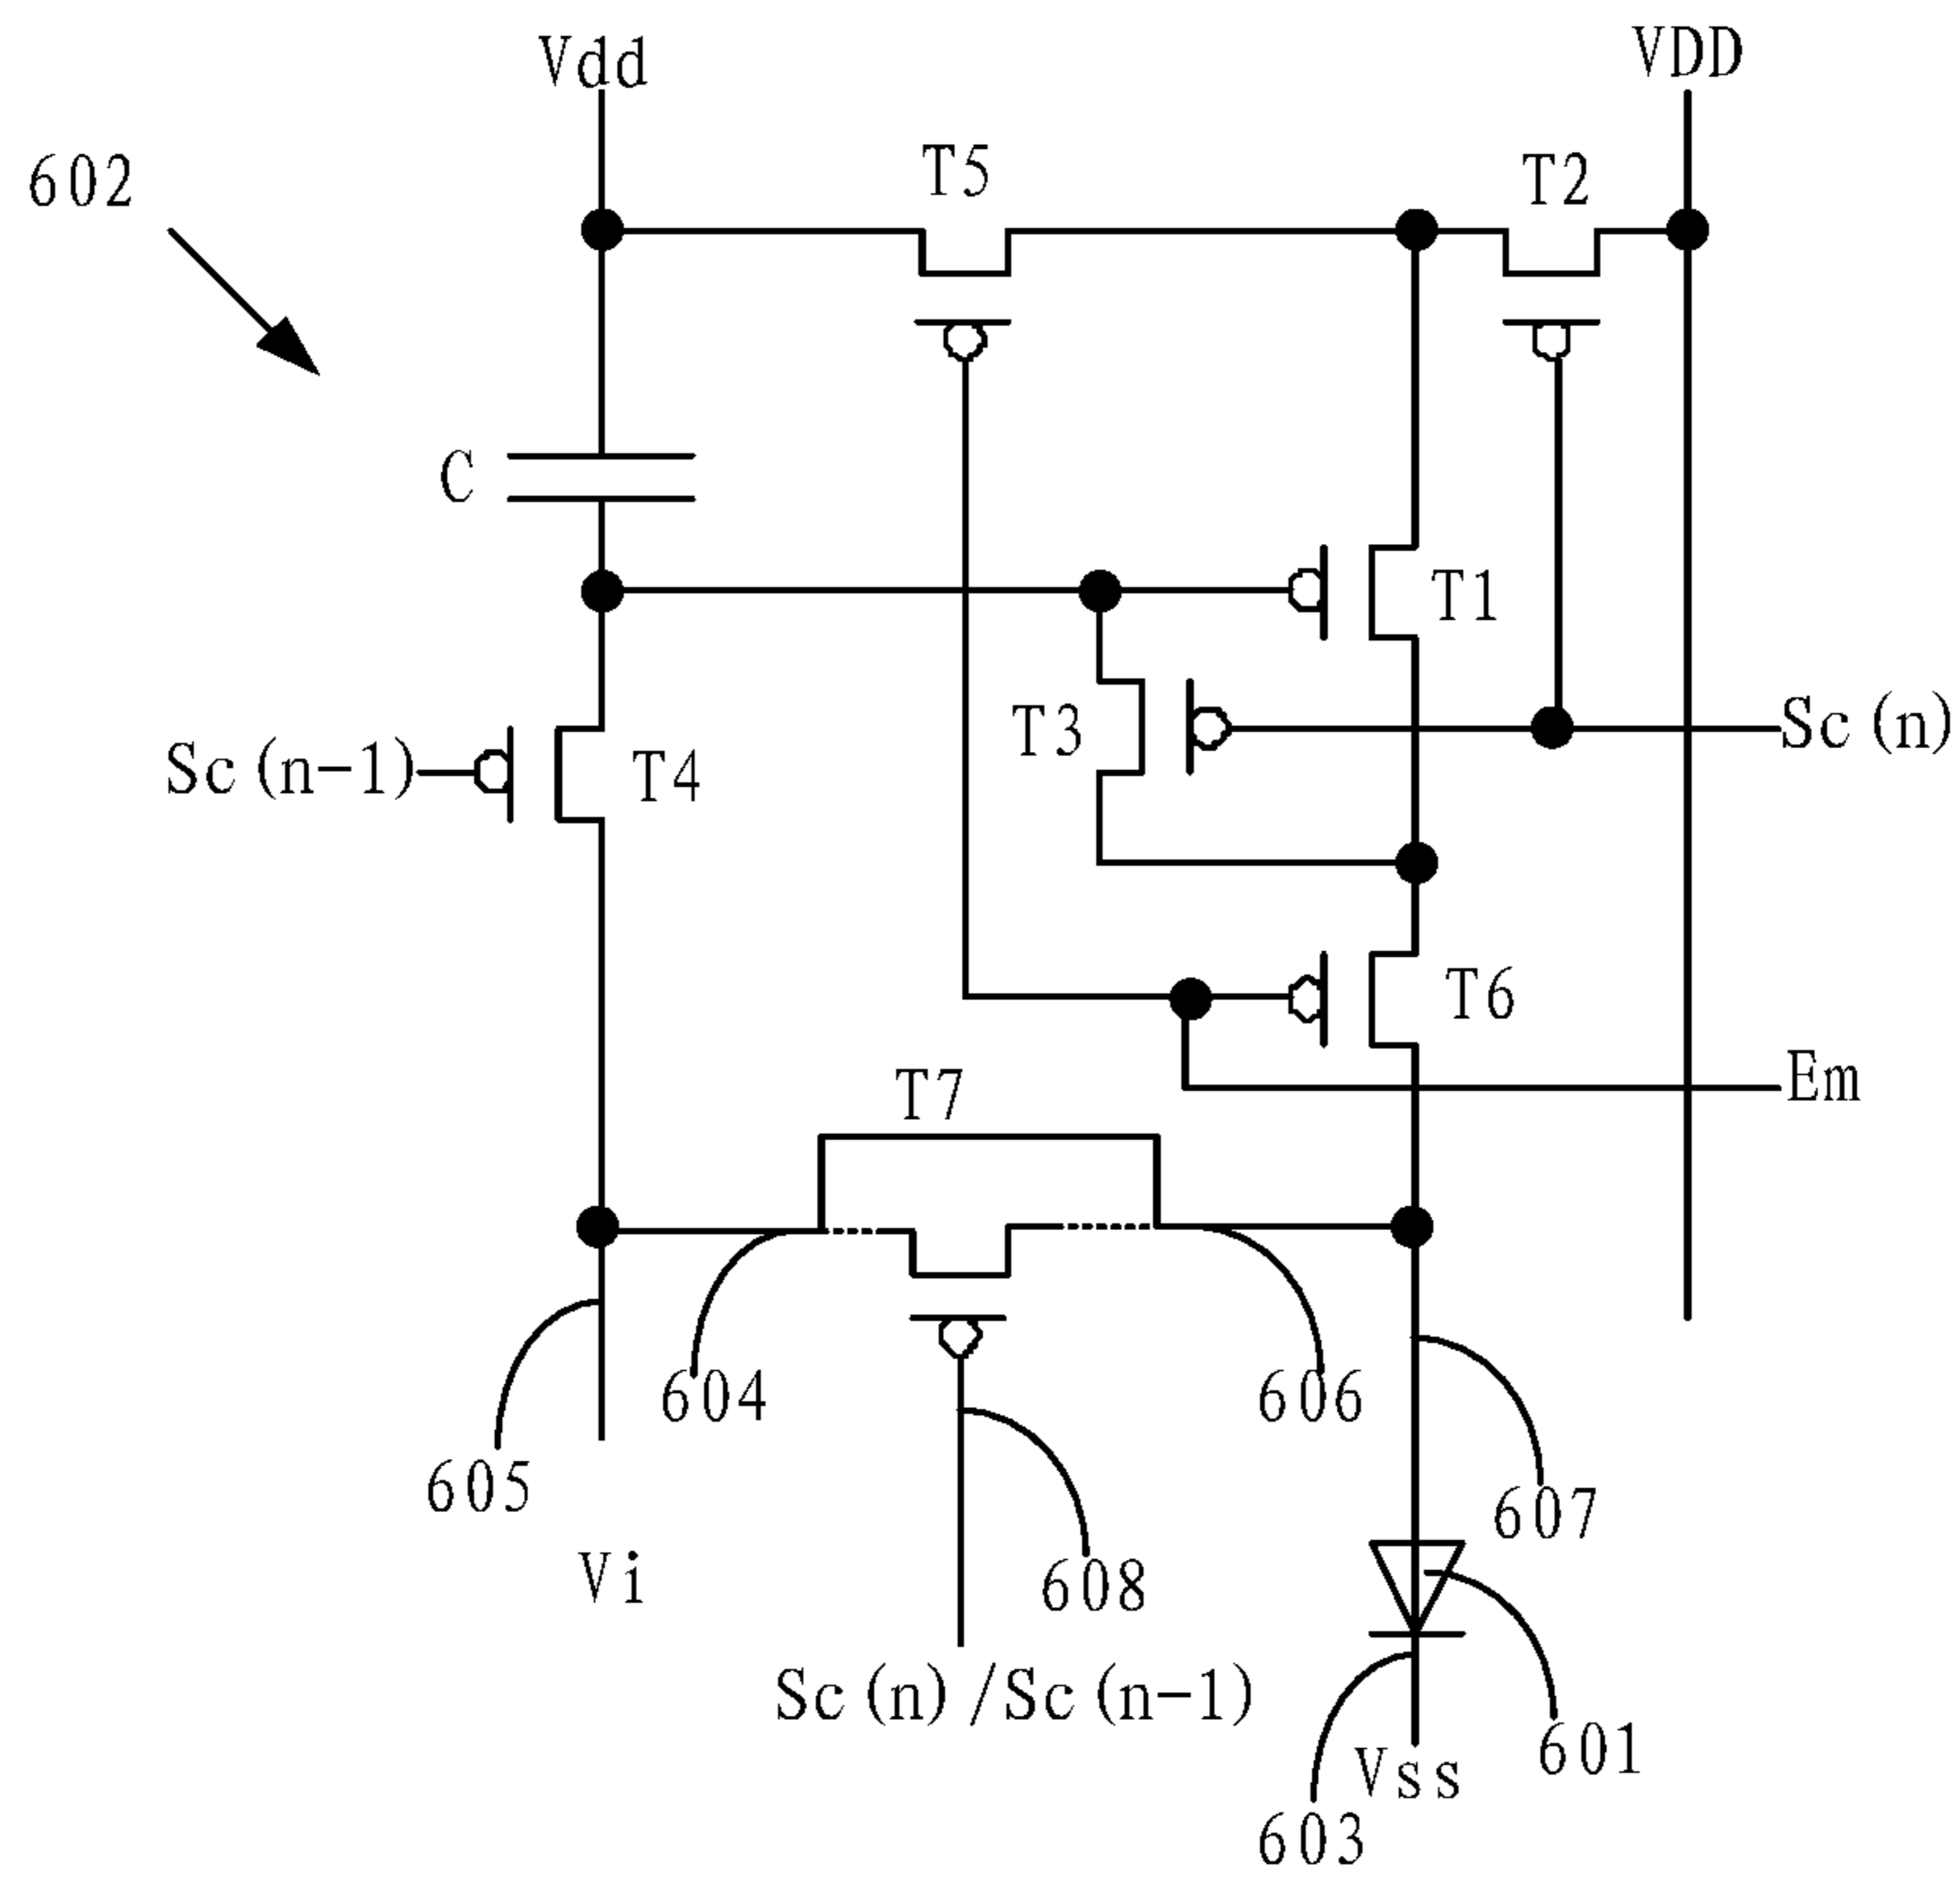 Vdd
VDD
602
T5
T2
C
T1
T3
Sc(n)
Sc(n-1)
T4
T6
Em
T7
604
606
605
607
Vi
608
Sc(n)/Sc(n-1)
601
Vss
603